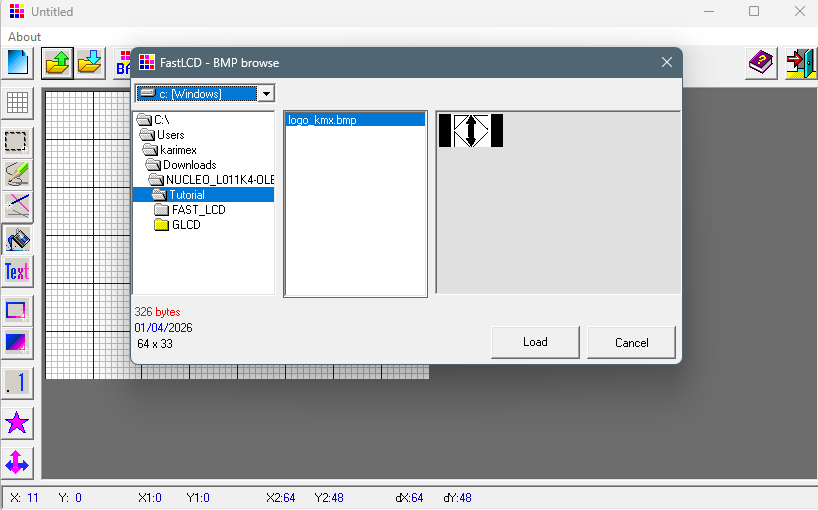 Untitled
About
FastLCD - BMP browse
c: [Windows]
C:\
Users
karimex
Downloads
NUCLEO_L011K4-OLE
Tutorial
FAST_LCD
GLCD
logo_kmx.bmp
326 bytes
01/04/2026
64 x 33
Load
Cancel
Text
. 1
X: 11 Y: 0 X1:0 Y1:0 X2:64 Y2:48 dX:64 dY:48